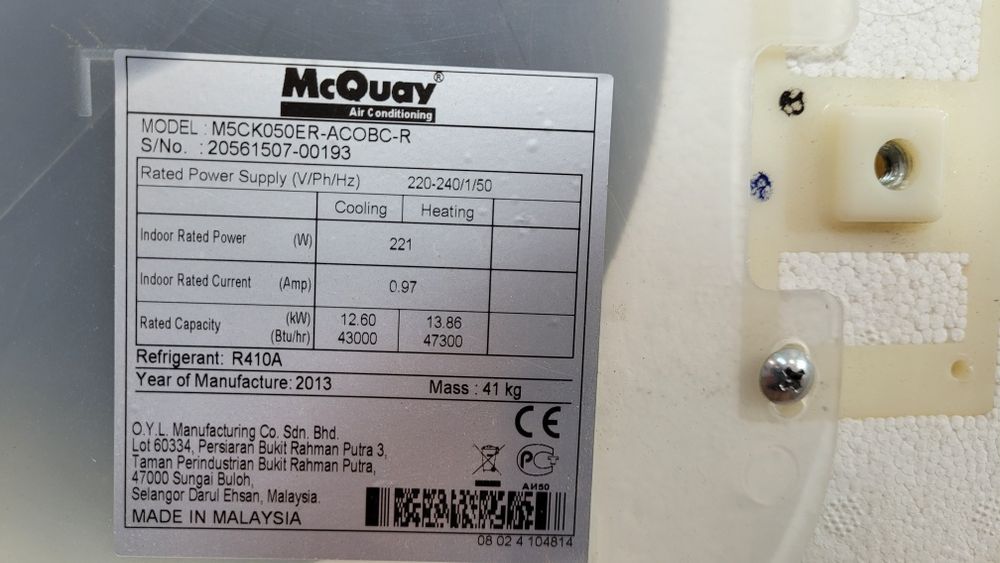 McQuay®
Air Conditioning
MODEL : M5CK050ER-ACOBC-R
S/No. : 20561507-00193
Rated Power Supply (V/Ph/Hz) 220-240/1/50
Cooling Heating
Indoor Rated Power (W) 221
Indoor Rated Current (Amp) 0.97
Rated Capacity (kW) 12.60 13.86
(Btu/hr) 43000 47300
Refrigerant: R410A
Year of Manufacture: 2013 Mass : 41 kg
CE
O.Y.L. Manufacturing Co. Sdn. Bhd.
Lot 60334, Persiaran Bukit Rahman Putra 3,
Taman Perindustrian Bukit Rahman Putra,
47000 Sungai Buloh,
Selangor Darul Ehsan, Malaysia.
MADE IN MALAYSIA
АИ50
08 02 4 104814